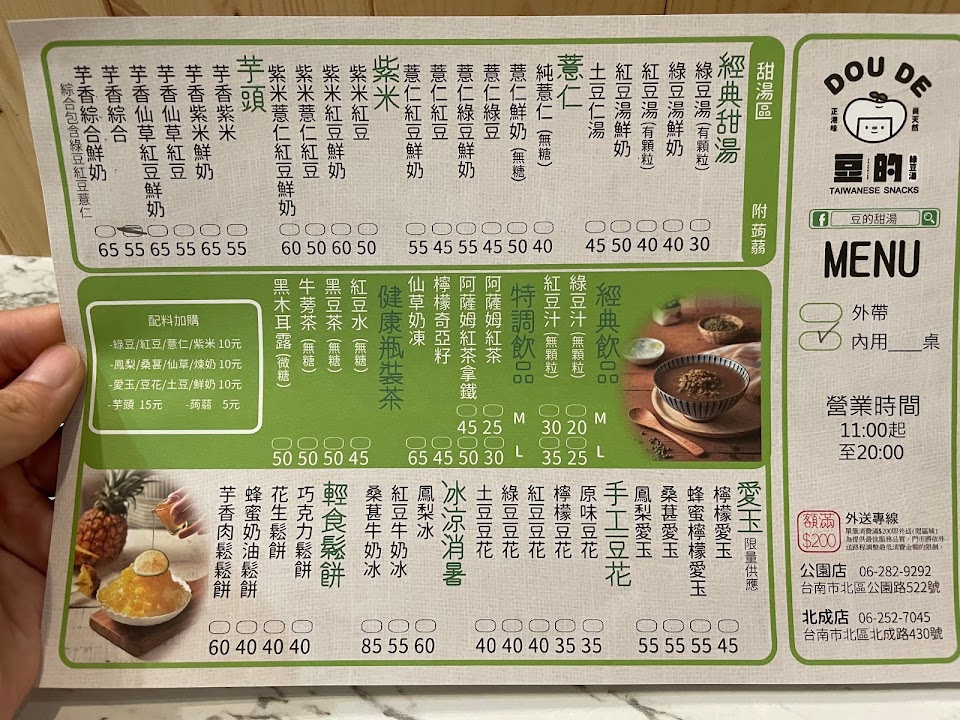 DOU DE
正港味
尚天然
豆的
綠豆湯
TAIWANESE SNACKS
豆的甜湯
MENU
外帶
內用___桌
營業時間
11:00起
至20:00
額滿
$200
外送專線
公園店 06-282-9292
台南市北區公園路522號
北成店 06-252-7045
台南市北區北成路430號
甜湯區
附蒟蒻
經典甜湯
綠豆湯(有顆粒) 30
綠豆湯鮮奶 40
紅豆湯(有顆粒) 40
紅豆湯鮮奶 50
土豆仁湯 45
薏仁
純薏仁(無糖) 40
薏仁鮮奶(無糖) 50
薏仁綠豆 45
薏仁綠豆鮮奶 55
薏仁紅豆 45
薏仁紅豆鮮奶 55
紫米
紫米紅豆 50
紫米紅豆鮮奶 60
紫米薏仁紅豆 50
紫米薏仁紅豆鮮奶 60
芋頭
芋香紫米 55
芋香紫米鮮奶 65
芋香仙草紅豆 55
芋香仙草紅豆鮮奶 65
芋香綜合 55
芋香綜合鮮奶 65
綜合包含綠豆紅豆薏仁
經典飲品
M L
綠豆汁(無顆粒) 20 25
紅豆汁(無顆粒) 30 35
特調飲品
M L
阿薩姆紅茶 25 30
阿薩姆紅茶拿鐵 45 50
檸檬奇亞籽 45
仙草奶凍 65
健康瓶裝茶
紅豆水(無糖) 45
黑豆茶(無糖) 50
牛蒡茶(無糖) 50
黑木耳露(微糖) 50
配料加購
-綠豆/紅豆/薏仁/紫米 10元
-鳳梨/桑葚/仙草/煉奶 10元
-愛玉/豆花/土豆/鮮奶 10元
-芋頭 15元 -蒟蒻 5元
愛玉 限量供應
檸檬愛玉 45
蜂蜜檸檬愛玉 55
桑葚愛玉 55
鳳梨愛玉 55
手工豆花
原味豆花 35
檸檬豆花 35
紅豆豆花 40
綠豆豆花 40
土豆豆花 40
冰涼消暑
鳳梨冰 60
紅豆牛奶冰 55
桑葚牛奶冰 85
輕食鬆餅
巧克力鬆餅 40
花生鬆餅 40
蜂蜜奶油鬆餅 40
芋香肉鬆鬆餅 60